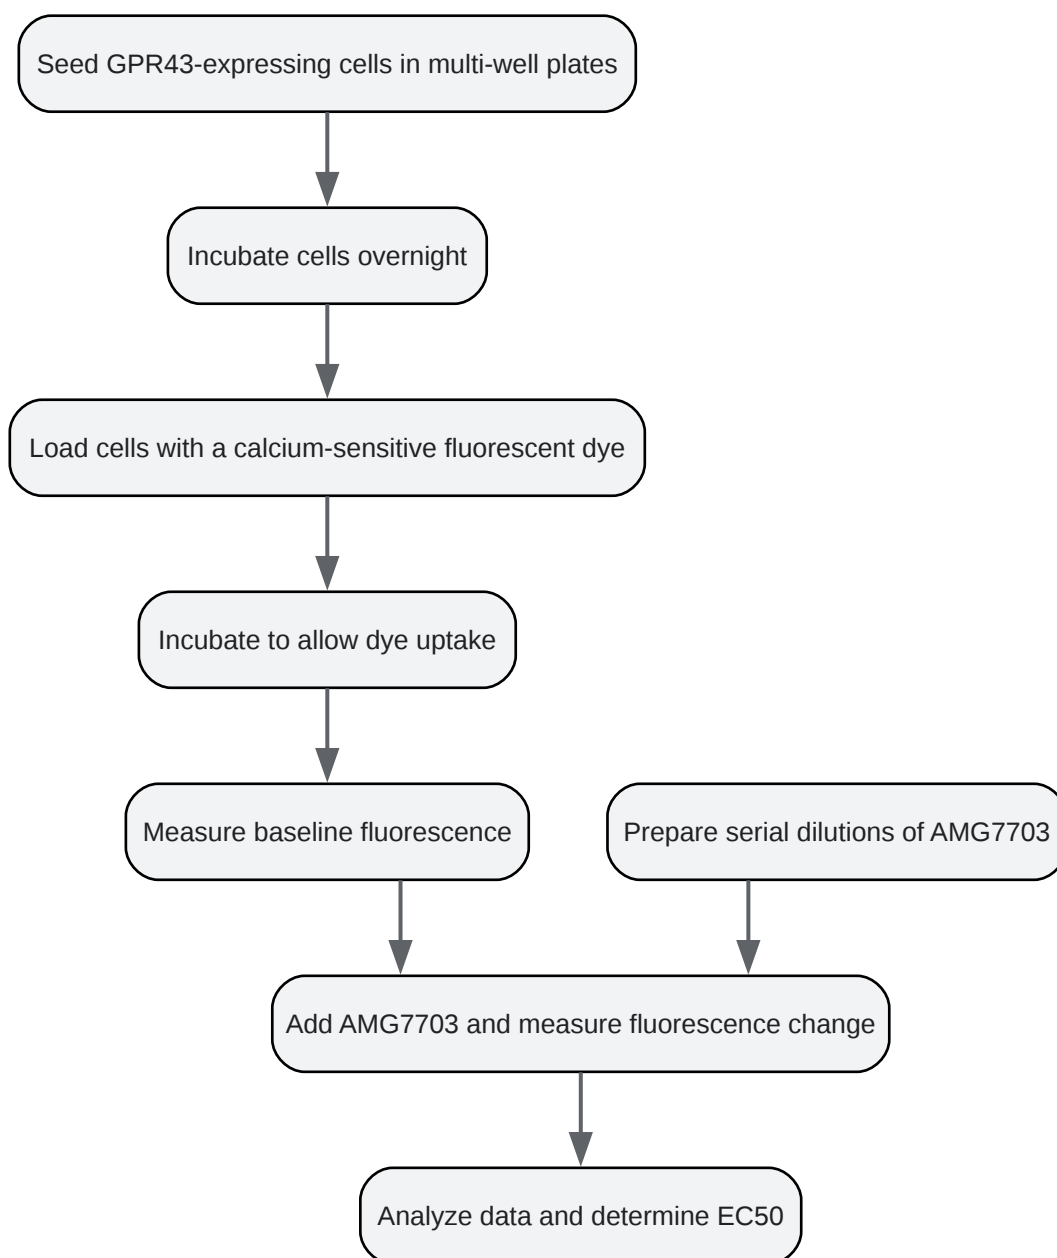 Seed GPR43-expressing cells in multi-well plates
Incubate cells overnight
Load cells with a calcium-sensitive fluorescent dye
Incubate to allow dye uptake
Measure baseline fluorescence
Prepare serial dilutions of AMG7703
Add AMG7703 and measure fluorescence change
Analyze data and determine EC50